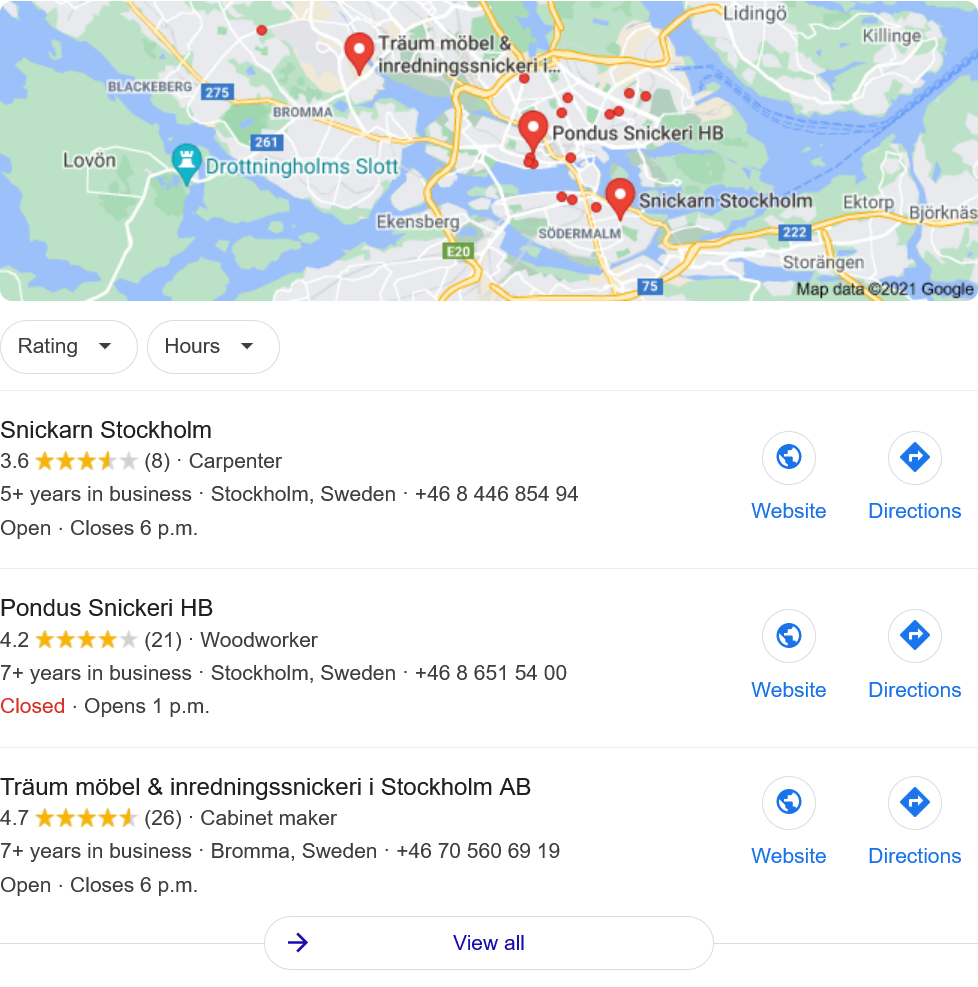 Lidingö
Killinge
Träum möbel &
inredningssnickeri i...
BLACKEBERG
275
BROMMA
Pondus Snickeri HB
261
Lovön
Drottningholms Slott
Snickarn Stockholm
Ektorp
Björknäs
Ekensberg
SÖDERMALM
222
E20
Storängen
75
Map data ©2021 Google
Rating
Hours
Snickarn Stockholm
3.6 (8) · Carpenter
5+ years in business · Stockholm, Sweden · +46 8 446 854 94
Open · Closes 6 p.m.
Website
Directions
Pondus Snickeri HB
4.2 (21) · Woodworker
7+ years in business · Stockholm, Sweden · +46 8 651 54 00
Closed · Opens 1 p.m.
Website
Directions
Träum möbel & inredningssnickeri i Stockholm AB
4.7 (26) · Cabinet maker
7+ years in business · Bromma, Sweden · +46 70 560 69 19
Open · Closes 6 p.m.
Website
Directions
View all